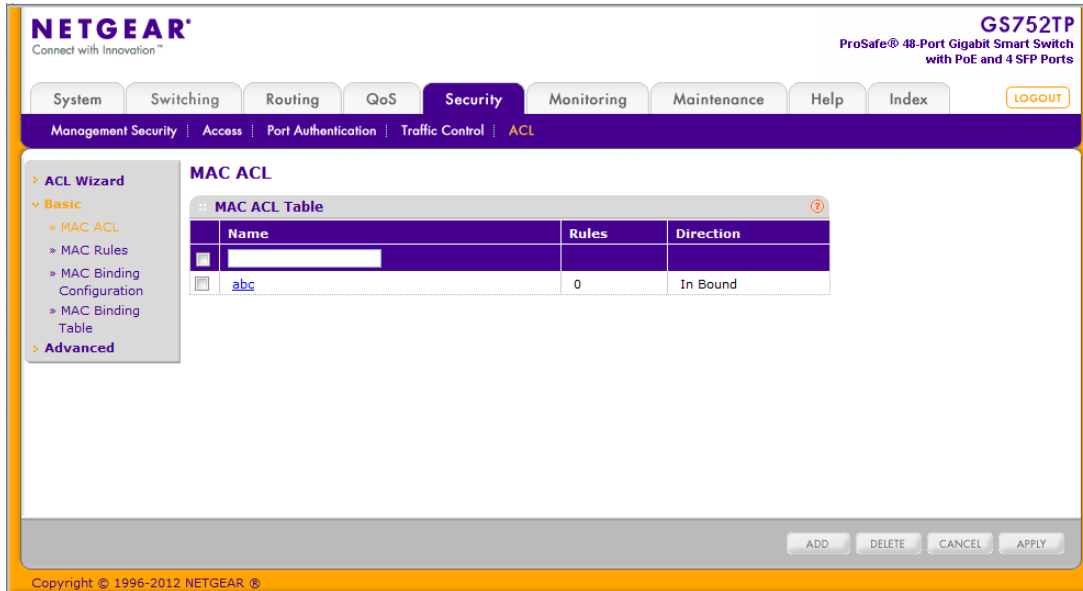 NETGEAR®
Connect with Innovation™
GS752TP
ProSafe® 48-Port Gigabit Smart Switch
with PoE and 4 SFP Ports
System Switching Routing QoS Security Monitoring Maintenance Help Index LOGOUT
Management Security Access Port Authentication Traffic Control ACL
ACL Wizard
Basic
» MAC ACL
» MAC Rules
» MAC Binding
Configuration
» MAC Binding
Table
Advanced
MAC ACL
MAC ACL Table ?
Name Rules Direction
abc 0 In Bound
ADD DELETE CANCEL APPLY
Copyright © 1996-2012 NETGEAR ®